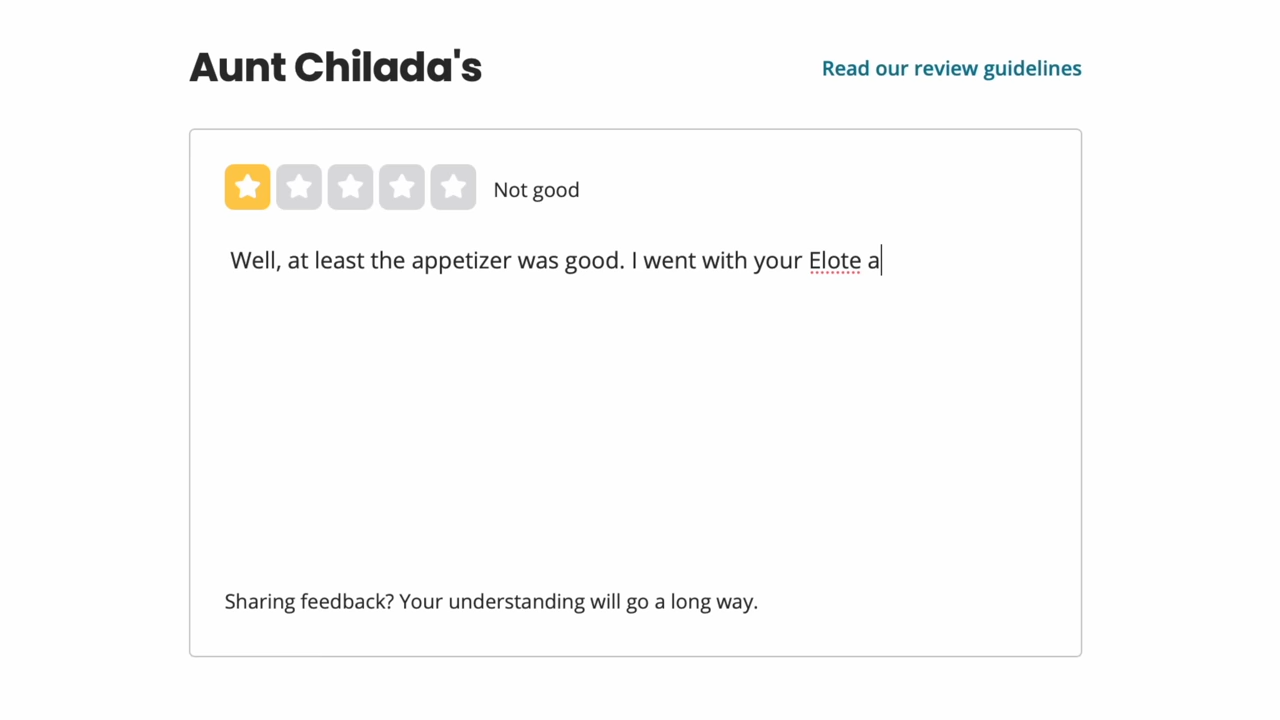 Aunt Chilada's
Read our review guidelines
Not good
Well, at least the appetizer was good. I went with your Elote a
Sharing feedback? Your understanding will go a long way.